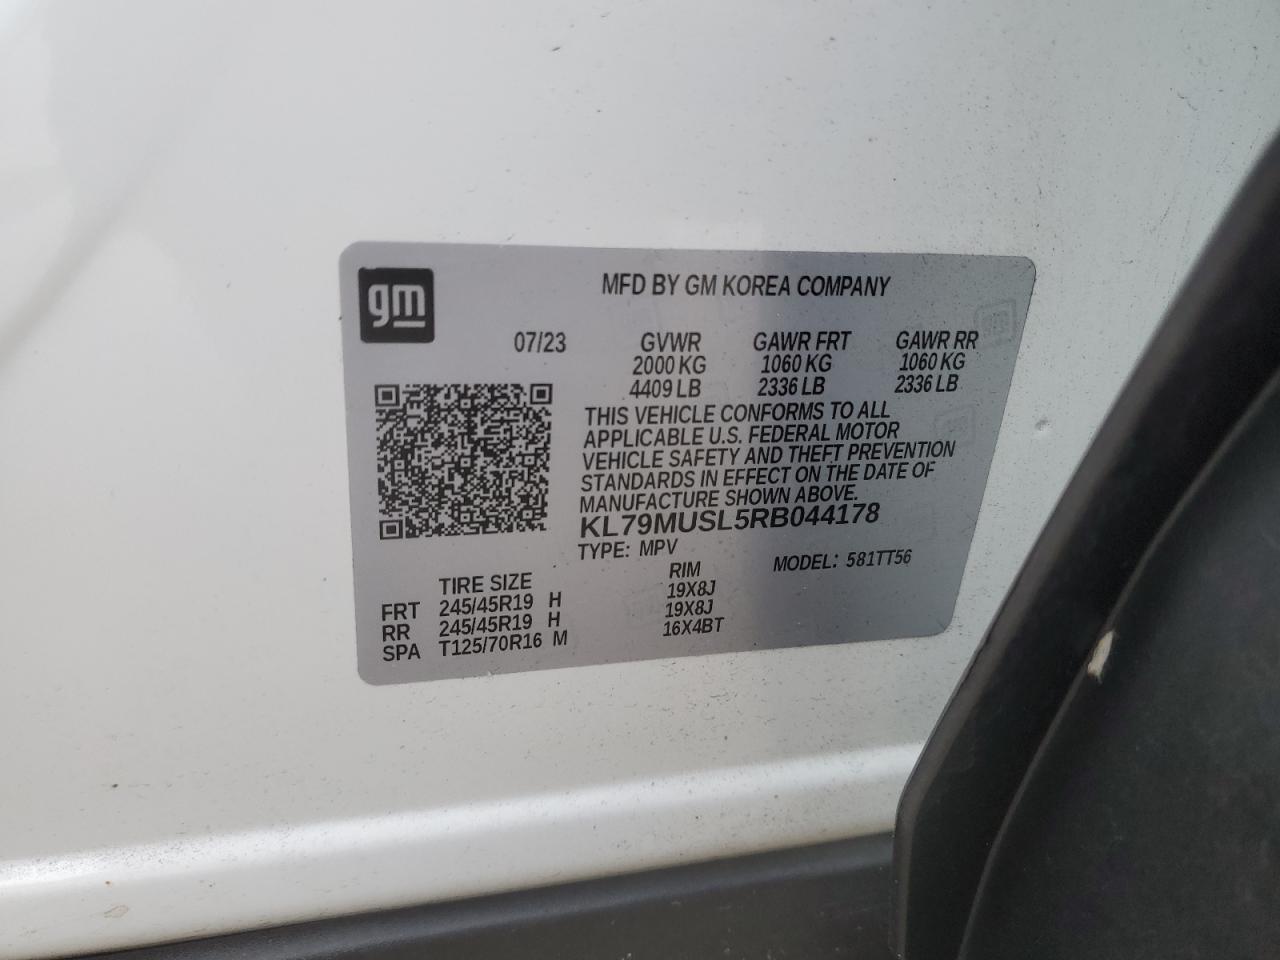 gm
MFD BY GM KOREA COMPANY
07/23 GVWR GAWR FRT GAWR RR
2000 KG 1060 KG 1060 KG
4409 LB 2336 LB 2336 LB
THIS VEHICLE CONFORMS TO ALL
APPLICABLE U.S. FEDERAL MOTOR
VEHICLE SAFETY AND THEFT PREVENTION
STANDARDS IN EFFECT ON THE DATE OF
MANUFACTURE SHOWN ABOVE.
KL79MUSL5RB044178
TYPE: MPV MODEL: 581TT56
TIRE SIZE RIM
FRT 245/45R19 H 19X8J
RR 245/45R19 H 19X8J
SPA T125/70R16 M 16X4BT